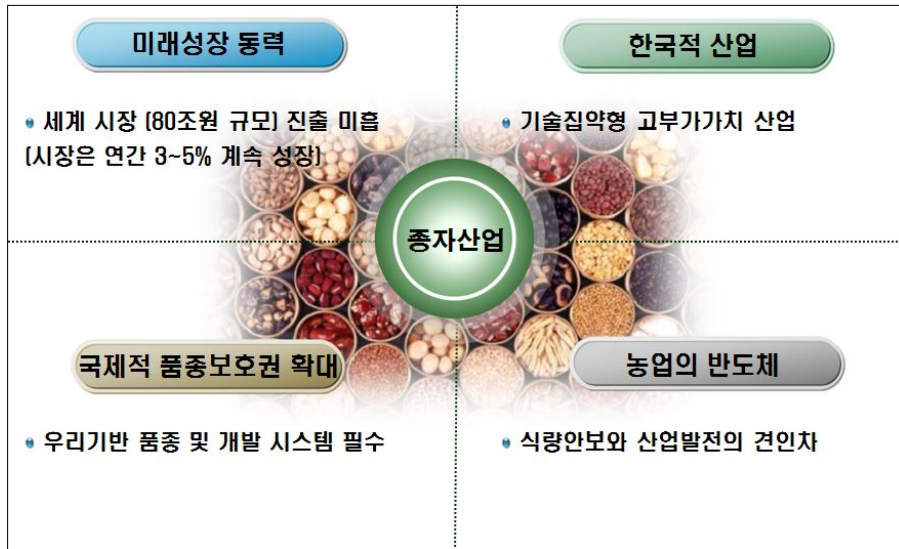 미래성장 동력
• 세계 시장 (80조원 규모) 진출 미흡
(시장은 연간 3~5% 계속 성장)
한국적 산업
• 기술집약형 고부가가치 산업
종자산업
국제적 품종보호권 확대
• 우리기반 품종 및 개발 시스템 필수
농업의 반도체
• 식량안보와 산업발전의 견인차